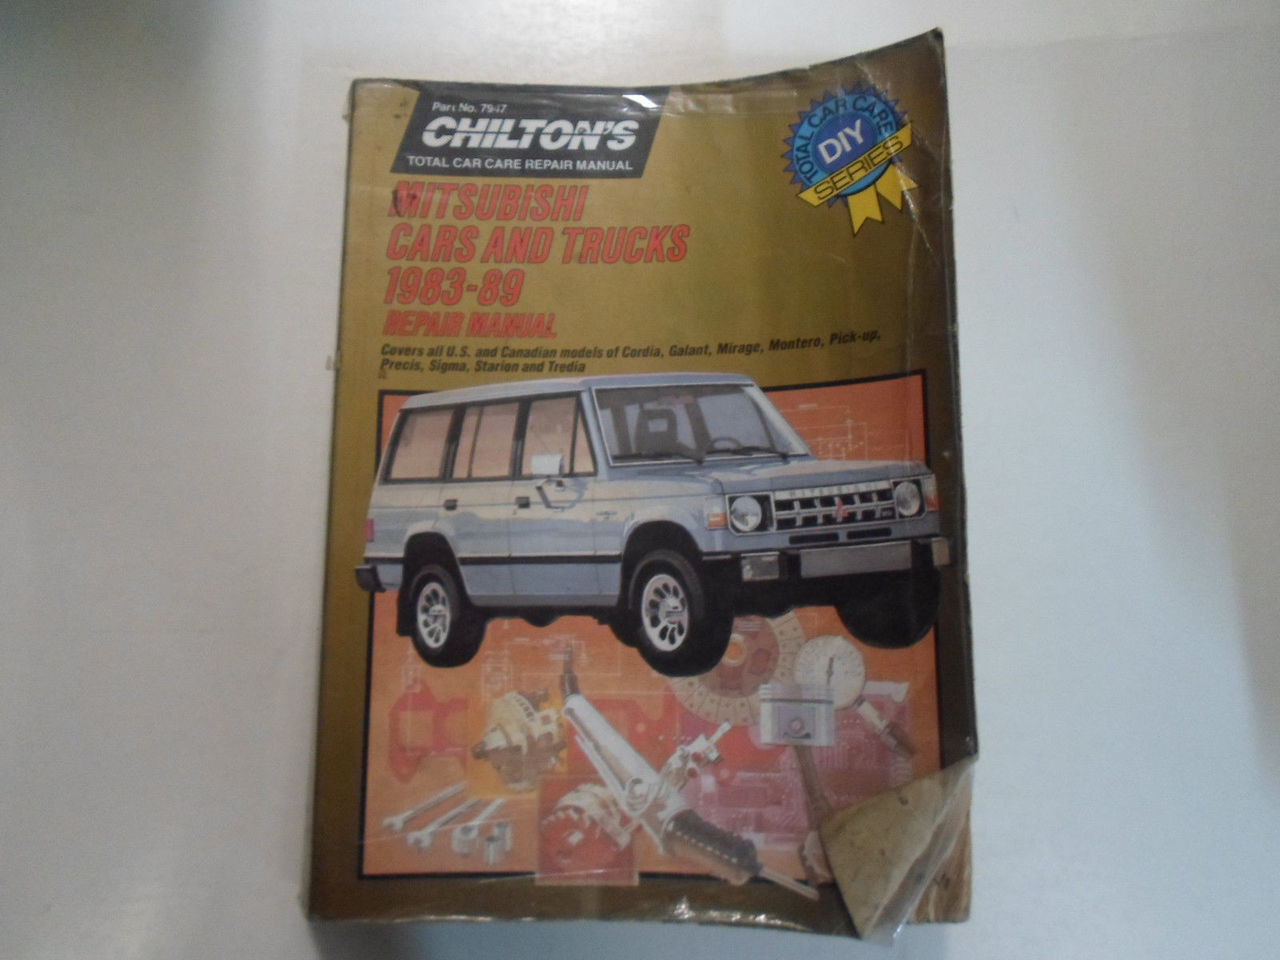 Part No. 7947
CHILTON'S
TOTAL CAR CARE REPAIR MANUAL
TOTAL CAR CARE
DIY
SERIES
MITSUBISHI
CARS AND TRUCKS
1983-89
REPAIR MANUAL
Covers all U.S. and Canadian models of Cordia, Galant, Mirage, Montero, Pick-up,
Precis, Sigma, Starion and Tredia
MITSUBISHI